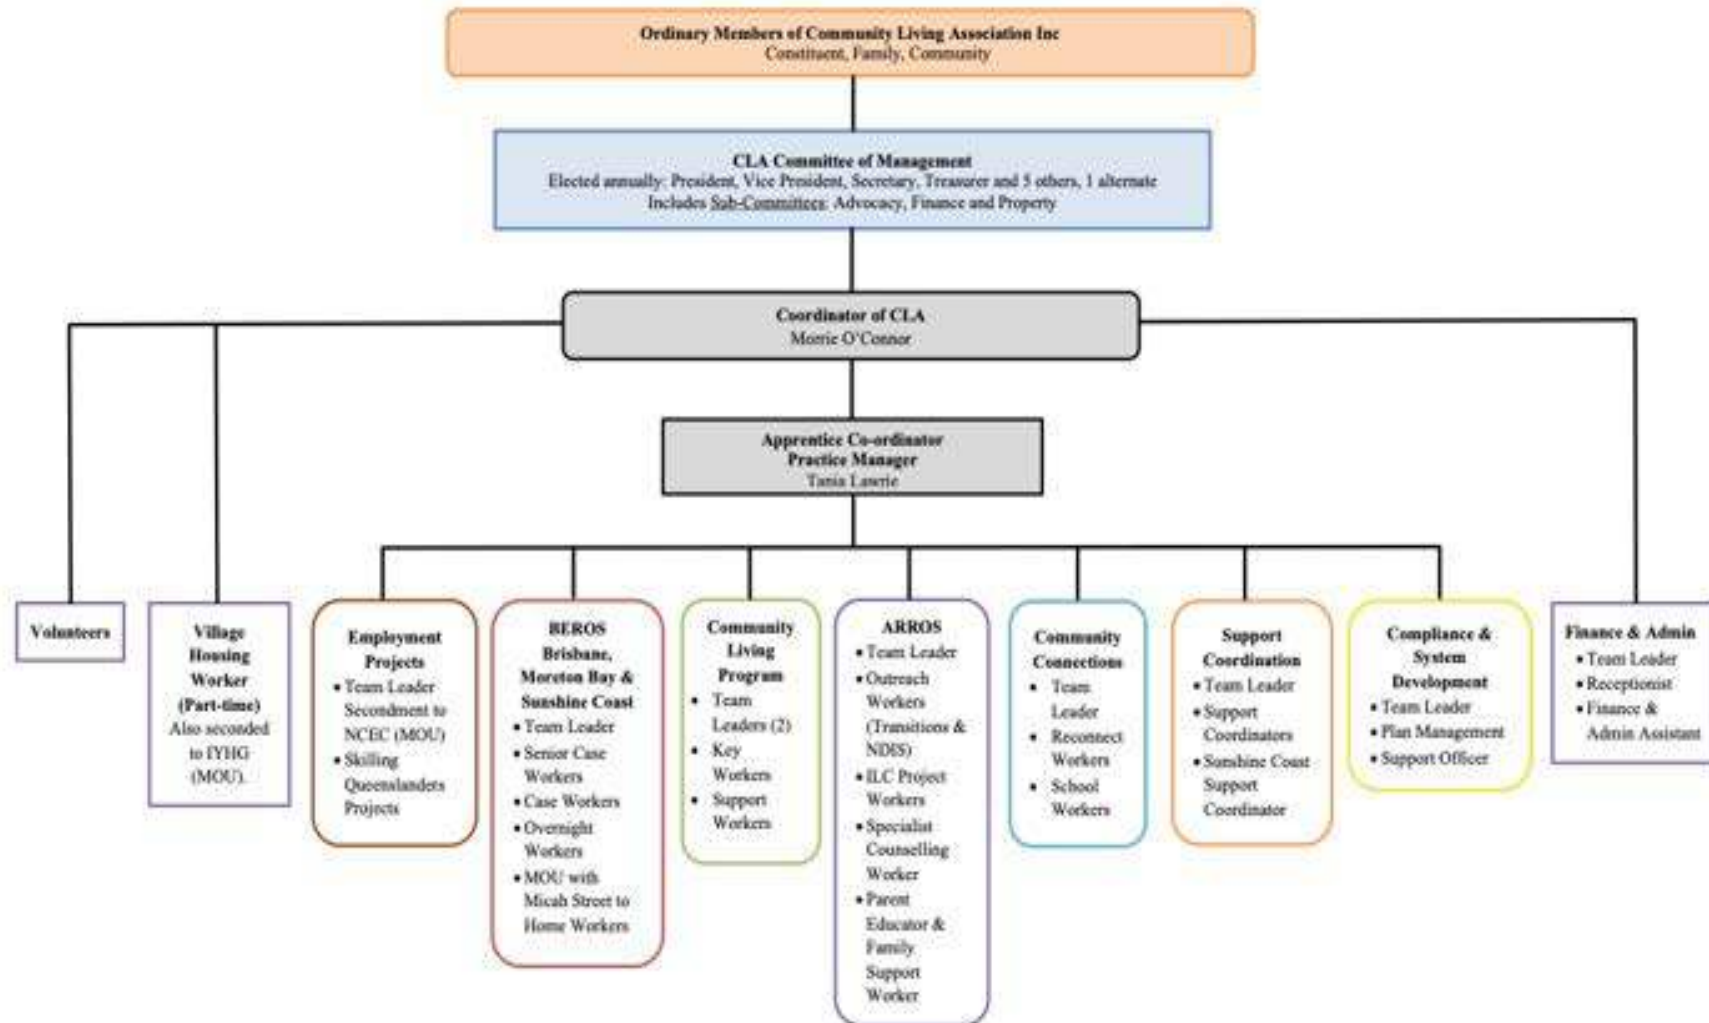 Ordinary Members of Community Living Association Inc
Constituent, Family, Community
CLA Committee of Management
Elected annually: President, Vice President, Secretary, Treasurer and 5 others, 1 alternate
Includes Sub-Committees: Advocacy, Finance and Property
Coordinator of CLA
Morrie O'Connor
Apprentice Co-ordinator
Practice Manager
Tania Lawrie
Volunteers
Village
Housing
Worker
(Part-time)
Also seconded
to IYHG
(MOU).
Employment
Projects
• Team Leader
Secondment to
NCEC (MOU)
• Skilling
Queenslanders
Projects
BEROS
Brisbane,
Moreton Bay &
Sunshine Coast
• Team Leader
• Senior Case
Workers
• Case Workers
• Overnight
Workers
• MOU with
Micah Street to
Home Workers
Community
Living
Program
• Team
Leaders (2)
• Key
Workers
• Support
Workers
ARROS
• Team Leader
• Outreach
Workers
(Transitions &
NDIS)
• ILC Project
Workers
• Specialist
Counselling
Worker
• Parent
Educator &
Family
Support
Worker
Community
Connections
• Team
Leader
• Reconnect
Workers
• School
Workers
Support
Coordination
• Team Leader
• Support
Coordinators
• Sunshine Coast
Support
Coordinator
Compliance &
System
Development
• Team Leader
• Plan Management
• Support Officer
Finance & Admin
• Team Leader
• Receptionist
• Finance &
Admin Assistant